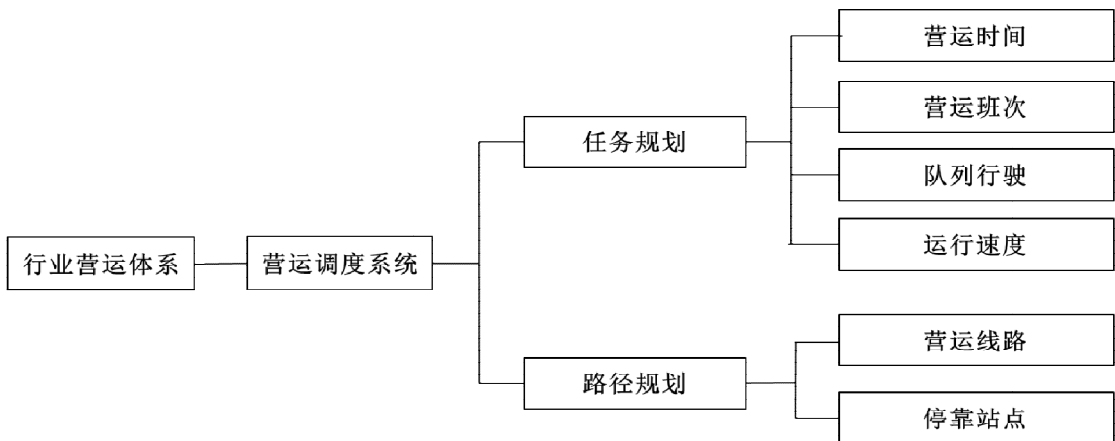 行业营运体系
营运调度系统
任务规划
营运时间
营运班次
队列行驶
运行速度
路径规划
营运线路
停靠站点